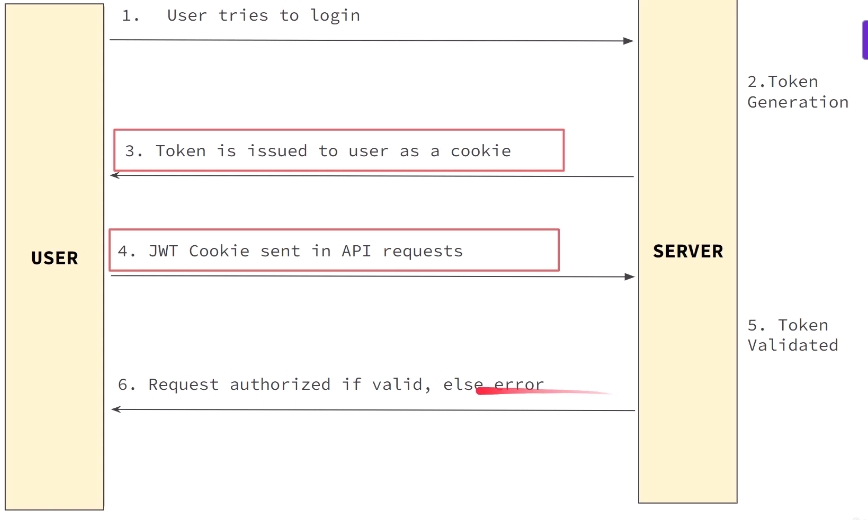 1. User tries to login
2.Token
Generation
3. Token is issued to user as a cookie
4. JWT Cookie sent in API requests
USER
SERVER
5. Token
Validated
6. Request authorized if valid, else error